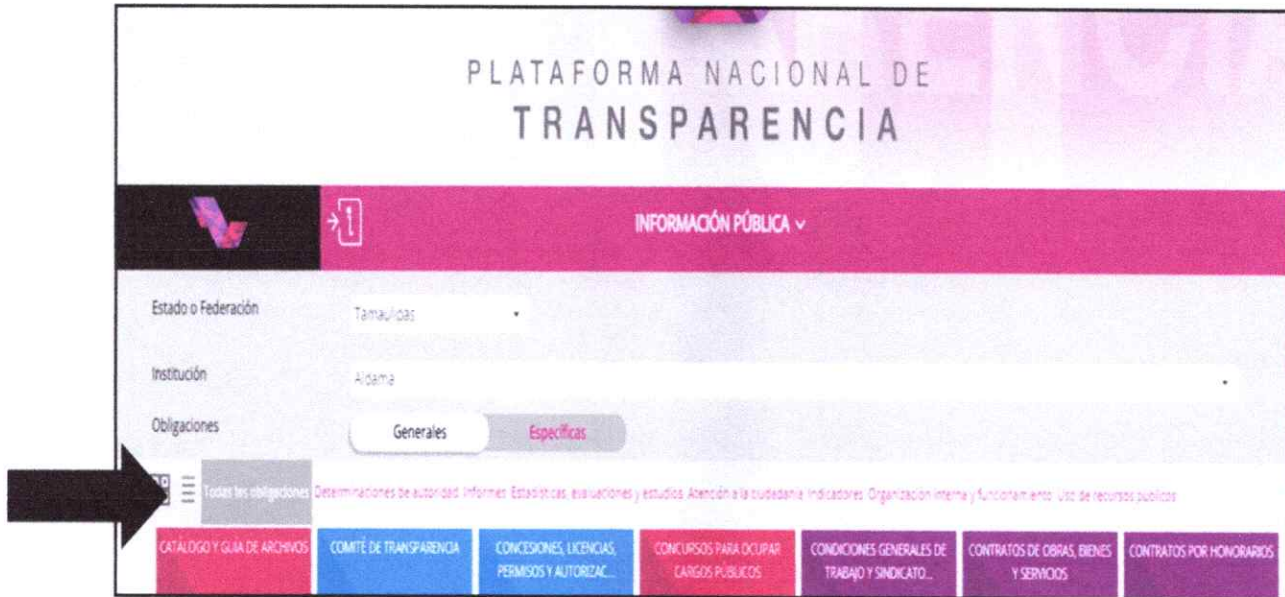 PLATAFORMA NACIONAL DE
TRANSPARENCIA
INFORMACIÓN PÚBLICA
Estado o Federación
Tamaulipas
Institución
Aldama
Obligaciones
Generales Específicas
Todas las obligaciones Determinaciones de autoridad Informes Estadísticas, evaluaciones y estudios Atención a la ciudadanía Indicadores Organización interna y funcionamiento Uso de recursos públicos
CATÁLOGO Y GUIA DE ARCHIVOS COMITÉ DE TRANSPARENCIA CONCESIONES, LICENCIAS, CONCURSOS PARA OCUPAR CONDICIONES GENERALES DE CONTRATOS DE OBRAS, BIENES CONTRATOS POR HONORARIOS
PERMISOS Y AUTORIZAC... CARGOS PÚBLICOS TRABAJO Y SINDICATO... Y SERVICIOS